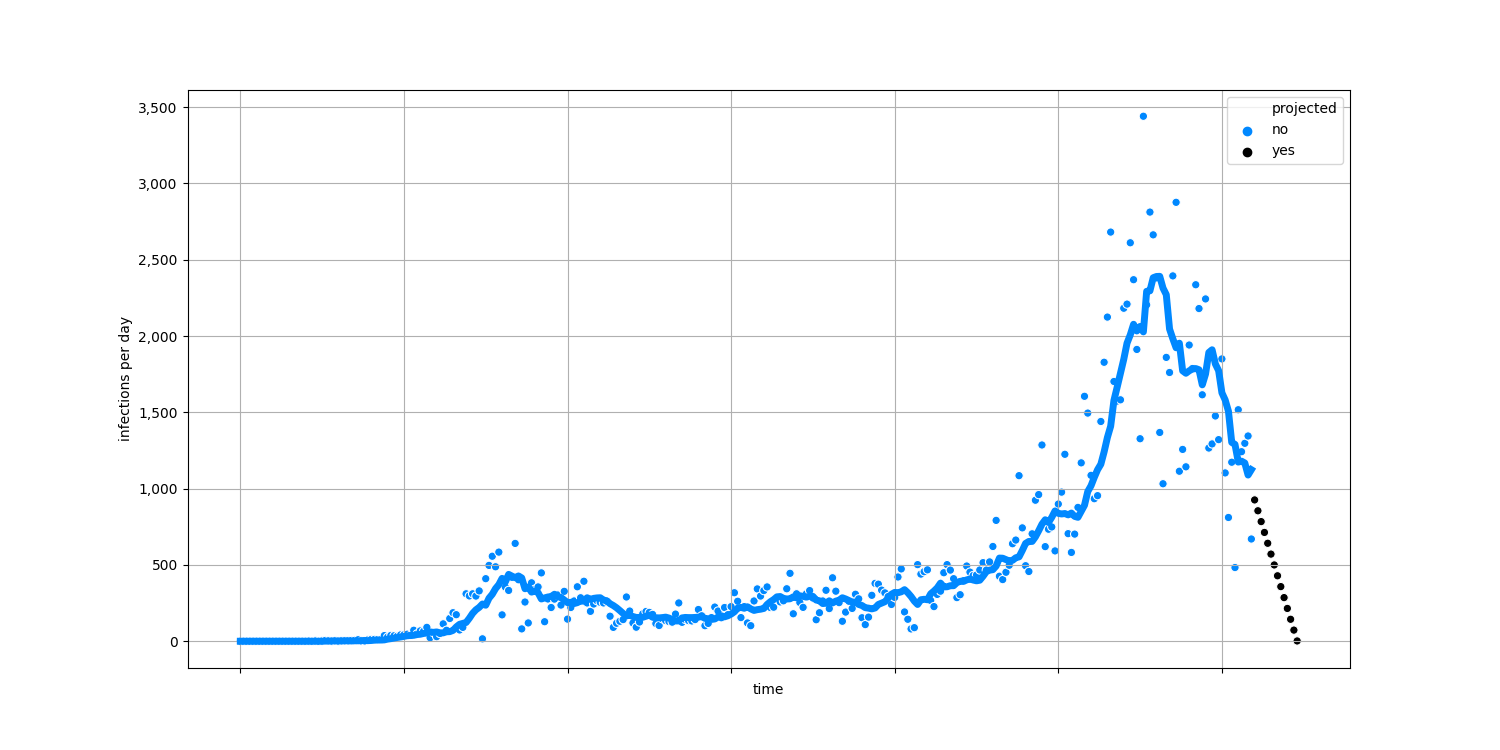 3,500
3,000
2,500
2,000
1,500
1,000
500
0
infections per day
time
projected
no
yes